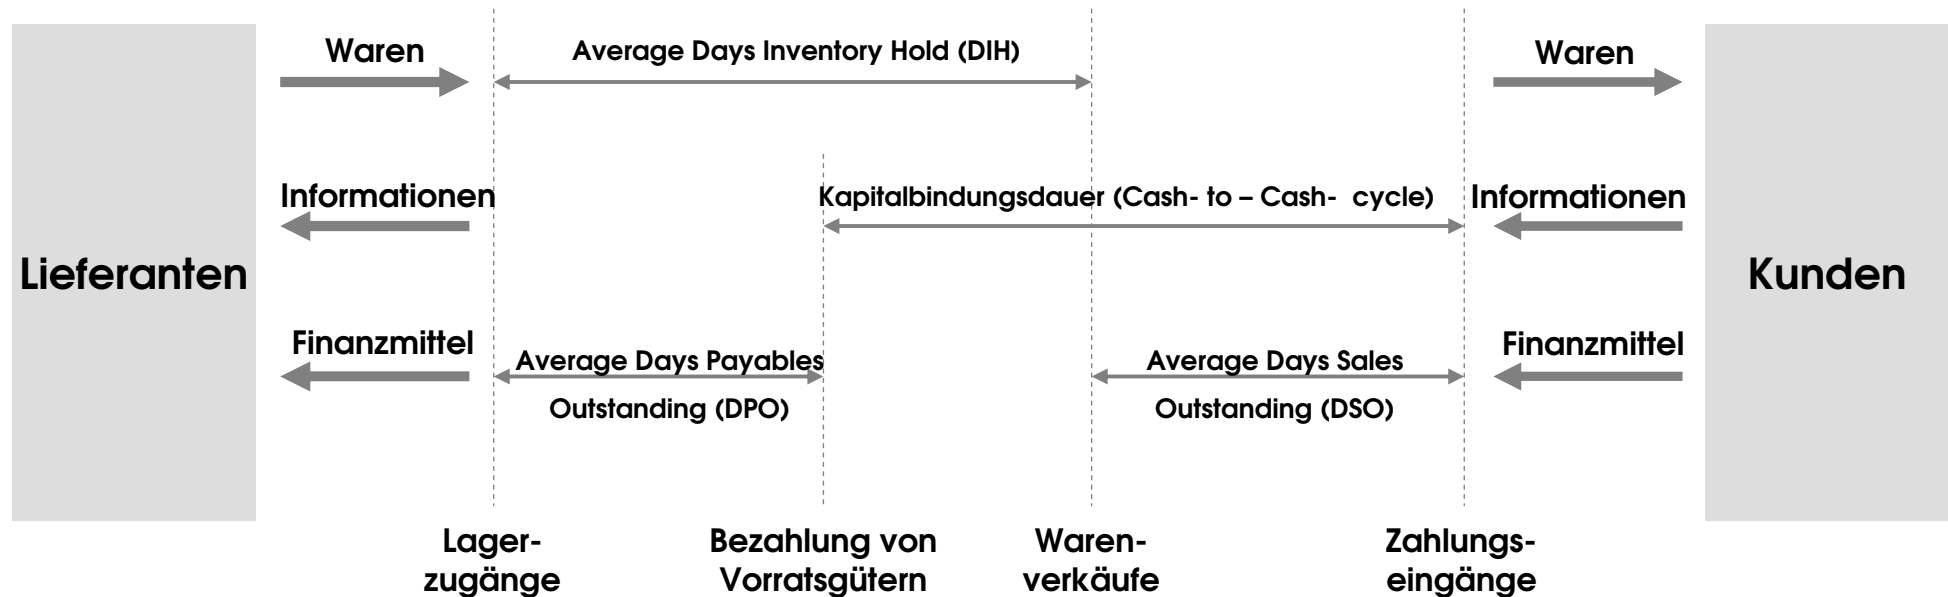 Waren
Average Days Inventory Hold (DIH)
Waren
Informationen
Kapitalbindungsdauer (Cash- to – Cash- cycle)
Informationen
Lieferanten
Kunden
Finanzmittel
Average Days Payables
Outstanding (DPO)
Average Days Sales
Outstanding (DSO)
Finanzmittel
Lager-
zugänge
Bezahlung von
Vorratsgütern
Waren-
verkäufe
Zahlungs-
eingänge